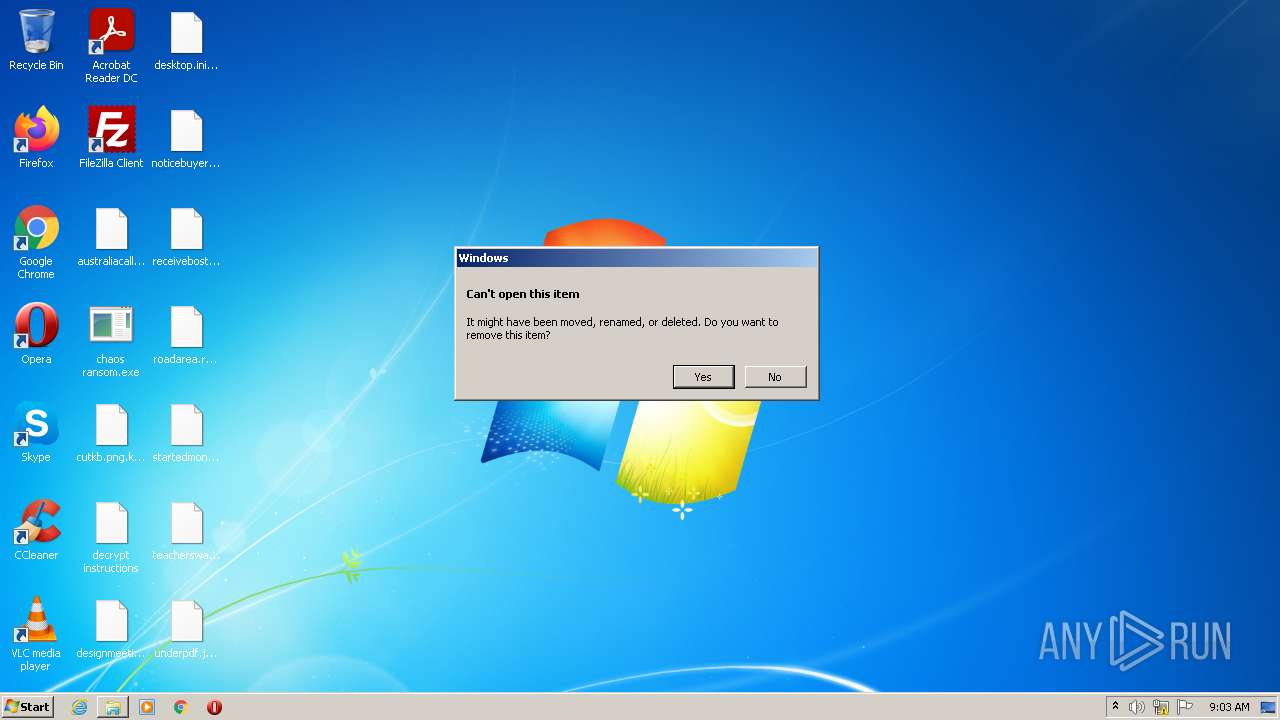 Recycle Bin
Acrobat
Reader DC
desktop.ini...
Firefox
FileZilla Client
noticebuyer...
Google
Chrome
australiacall...
receivebost...
Opera
chaos
ransom.exe
roadarea.r...
Skype
cutkb.png.k...
startedmon...
CCleaner
decrypt
instructions
teacherswa...
VLC media
player
designmeeti...
underpdf.j...
Windows
Can't open this item
It might have been moved, renamed, or deleted. Do you want to
remove this item?
Yes
No
ANY RUN
Start
9:03 AM